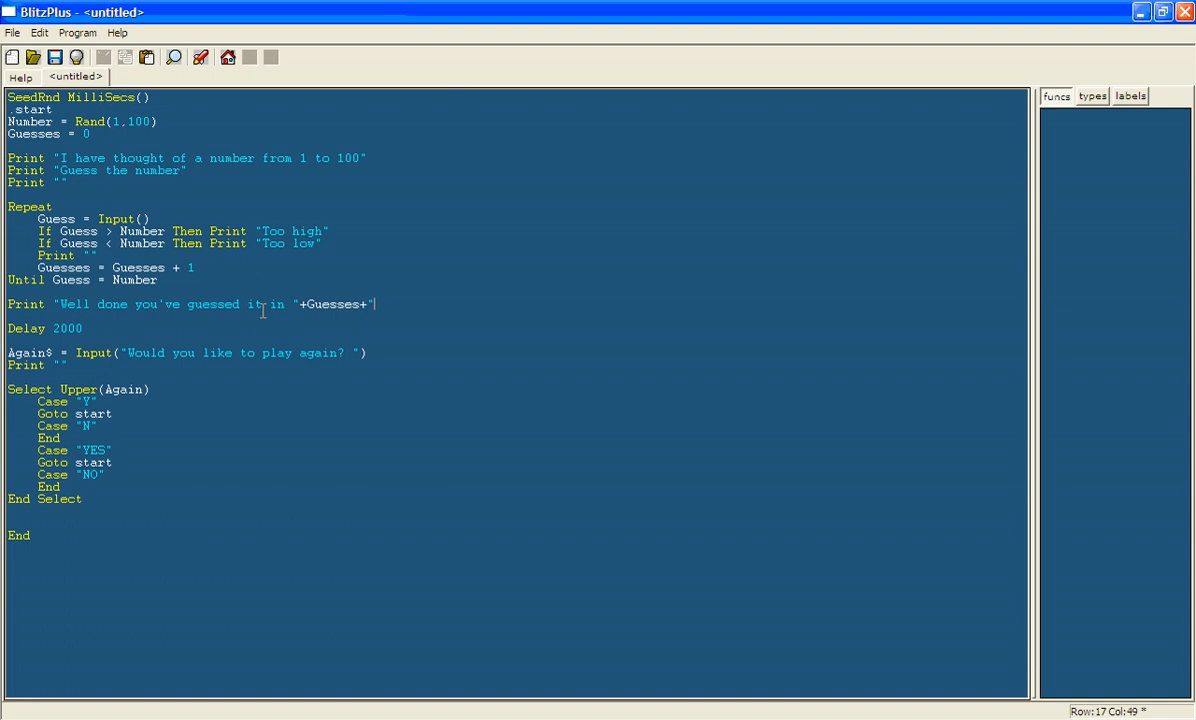 BlitzPlus - <untitled>
File Edit Program Help
Help <untitled>
funcs types labels
SeedRnd MilliSecs()
.start
Number = Rand(1,100)
Guesses = 0
Print "I have thought of a number from 1 to 100"
Print "Guess the number"
Print ""
Repeat
Guess = Input()
If Guess > Number Then Print "Too high"
If Guess < Number Then Print "Too low"
Print ""
Guesses = Guesses + 1
Until Guess = Number
Print "Well done you've guessed it in "+Guesses+"
Delay 2000
Again$ = Input("Would you like to play again? ")
Print ""
Select Upper(Again)
Case "Y"
Goto start
Case "N"
End
Case "YES"
Goto start
Case "NO"
End
End Select
End
Row:17 Col:49 *